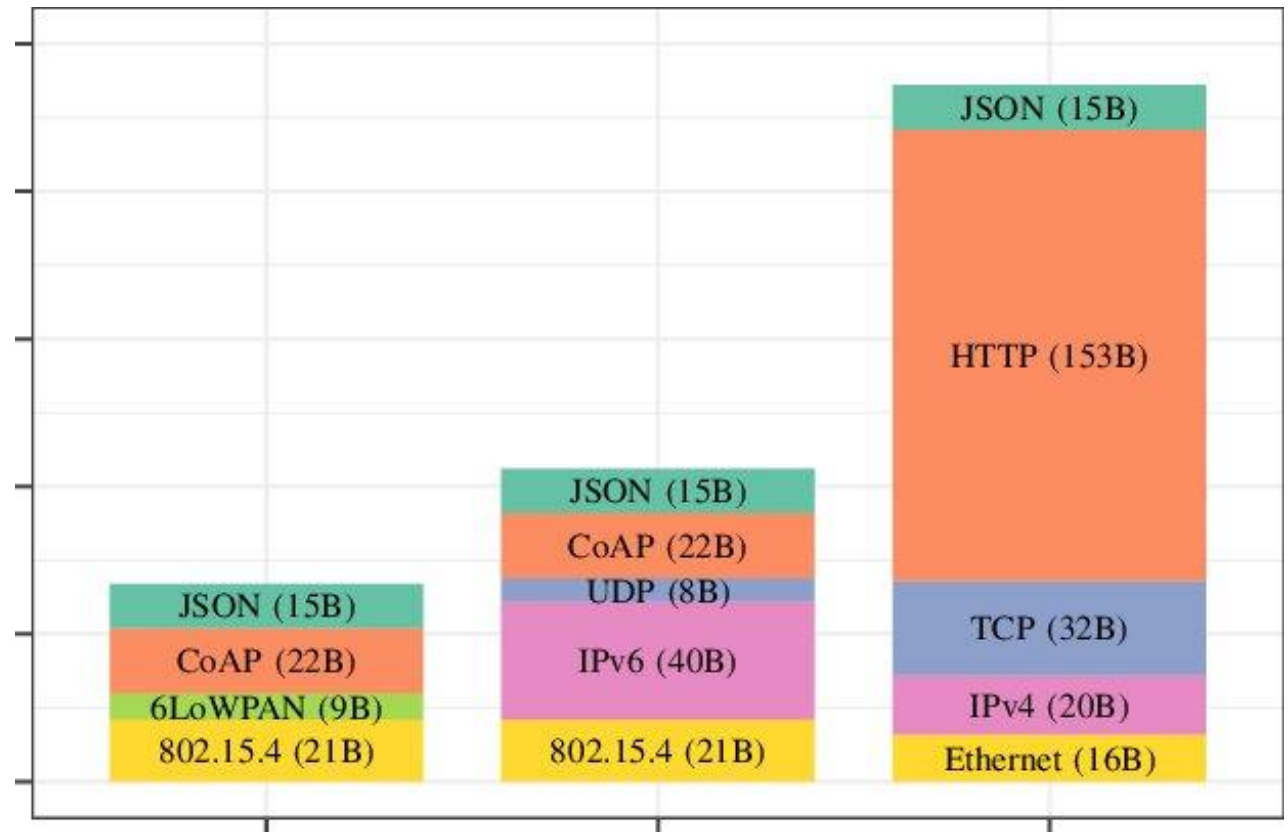 JSON (15B)
CoAP (22B)
6LoWPAN (9B)
802.15.4 (21B)
JSON (15B)
CoAP (22B)
UDP (8B)
IPv6 (40B)
802.15.4 (21B)
JSON (15B)
HTTP (153B)
TCP (32B)
IPv4 (20B)
Ethernet (16B)